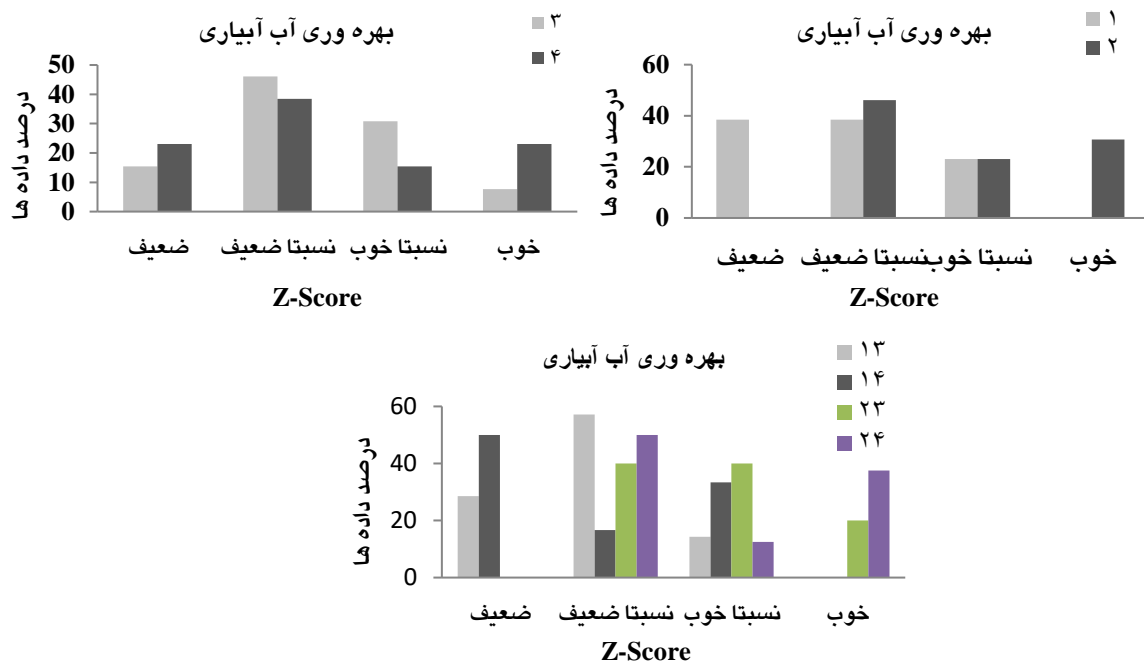 بهره وری آب آبیاری
۳
۴
درصد داده ها
50
40
30
20
10
0
ضعیف نسبتا ضعیف نسبتا خوب خوب
Z-Score
بهره وری آب آبیاری
۱
۲
درصد داده ها
60
40
20
0
ضعیف نسبتا ضعیف نسبتا خوب خوب
Z-Score
بهره وری آب آبیاری
۱۳
۱۴
۲۳
۲۴
درصد داده ها
60
40
20
0
ضعیف نسبتا ضعیف نسبتا خوب خوب
Z-Score